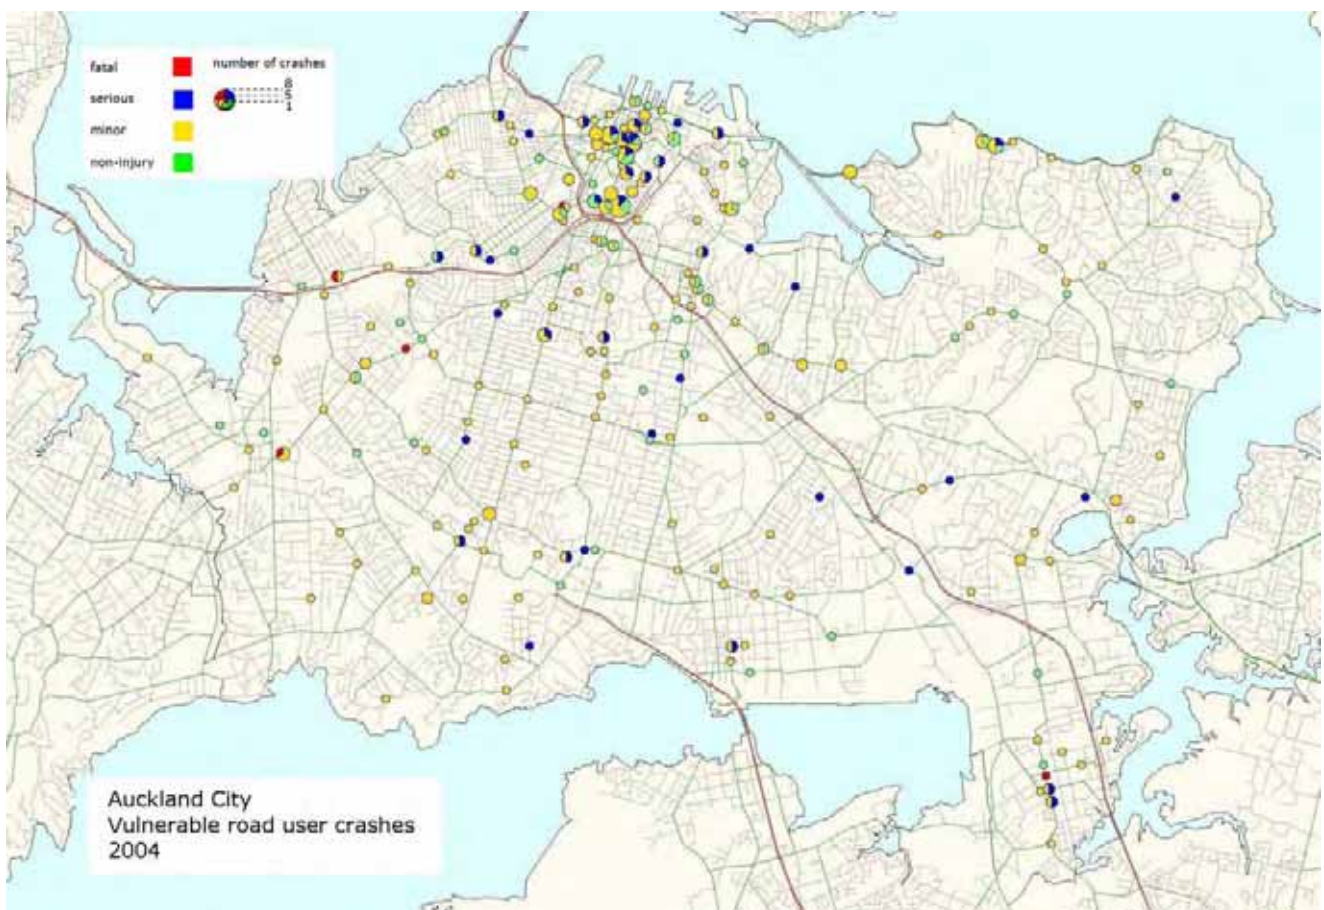 fatal
serious
minor
non-injury
number of crashes
8
5
1
Auckland City
Vulnerable road user crashes
2004